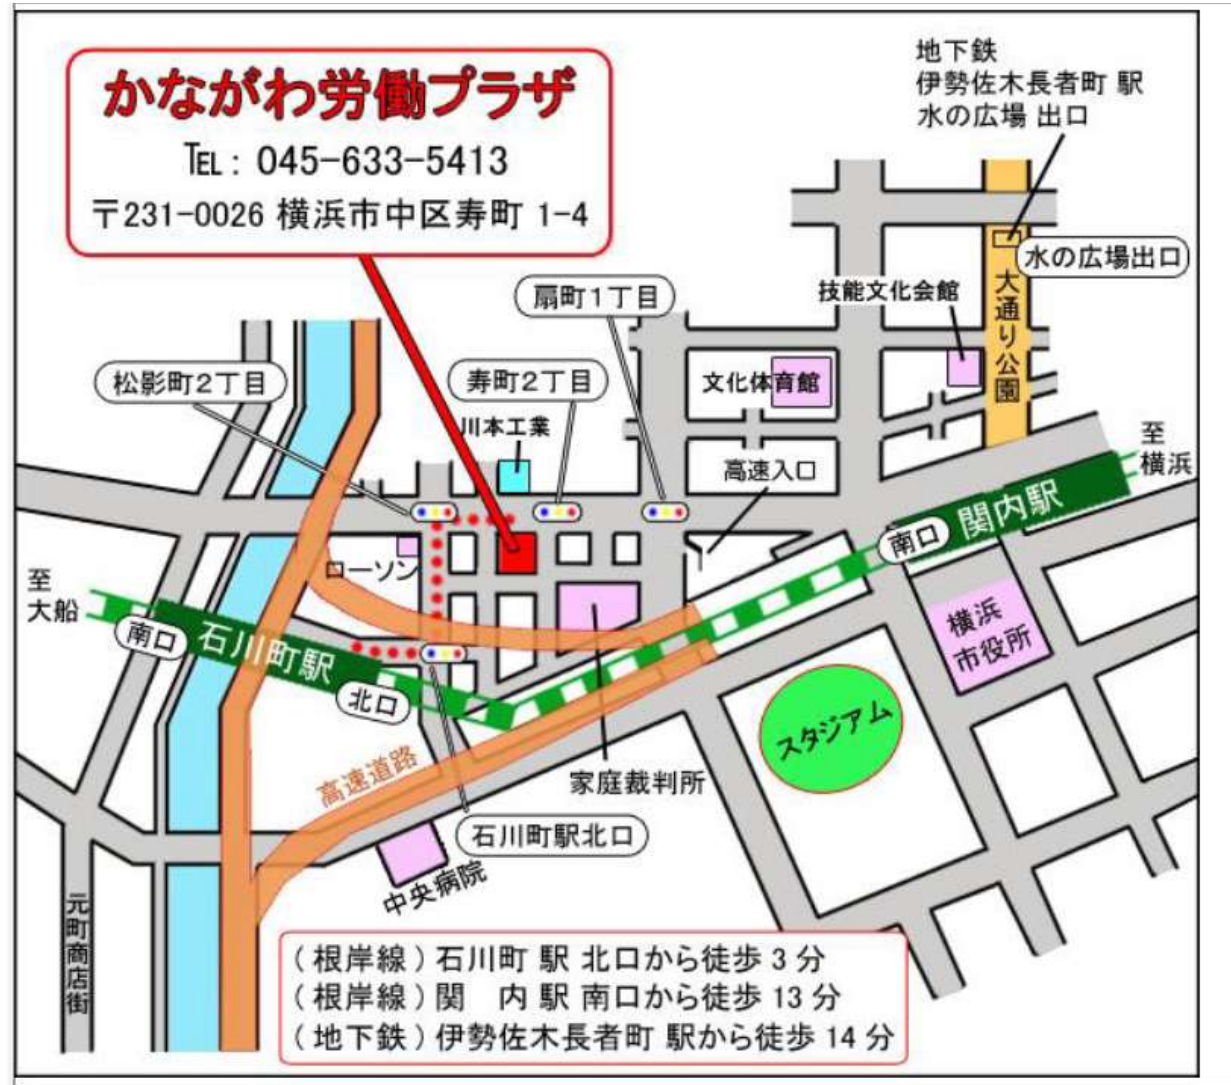 かながわ労働プラザ
TEL: 045-633-5413
〒231-0026 横浜市中区寿町 1-4
地下鉄
伊勢佐木長者町 駅
水の広場 出口
水の広場出口
扇町1丁目
技能文化会館
大通り公園
松影町2丁目
寿町2丁目
文化体育館
川本工業
至
横浜
高速入口
関内駅
南口
ローソン
至
大船
南口
石川町駅
北口
横浜
市役所
スタジアム
高速道路
家庭裁判所
石川町駅北口
中央病院
元町商店街
(根岸線) 石川町 駅 北口から徒歩 3 分
(根岸線) 関　内 駅 南口から徒歩 13 分
(地下鉄) 伊勢佐木長者町 駅から徒歩 14 分